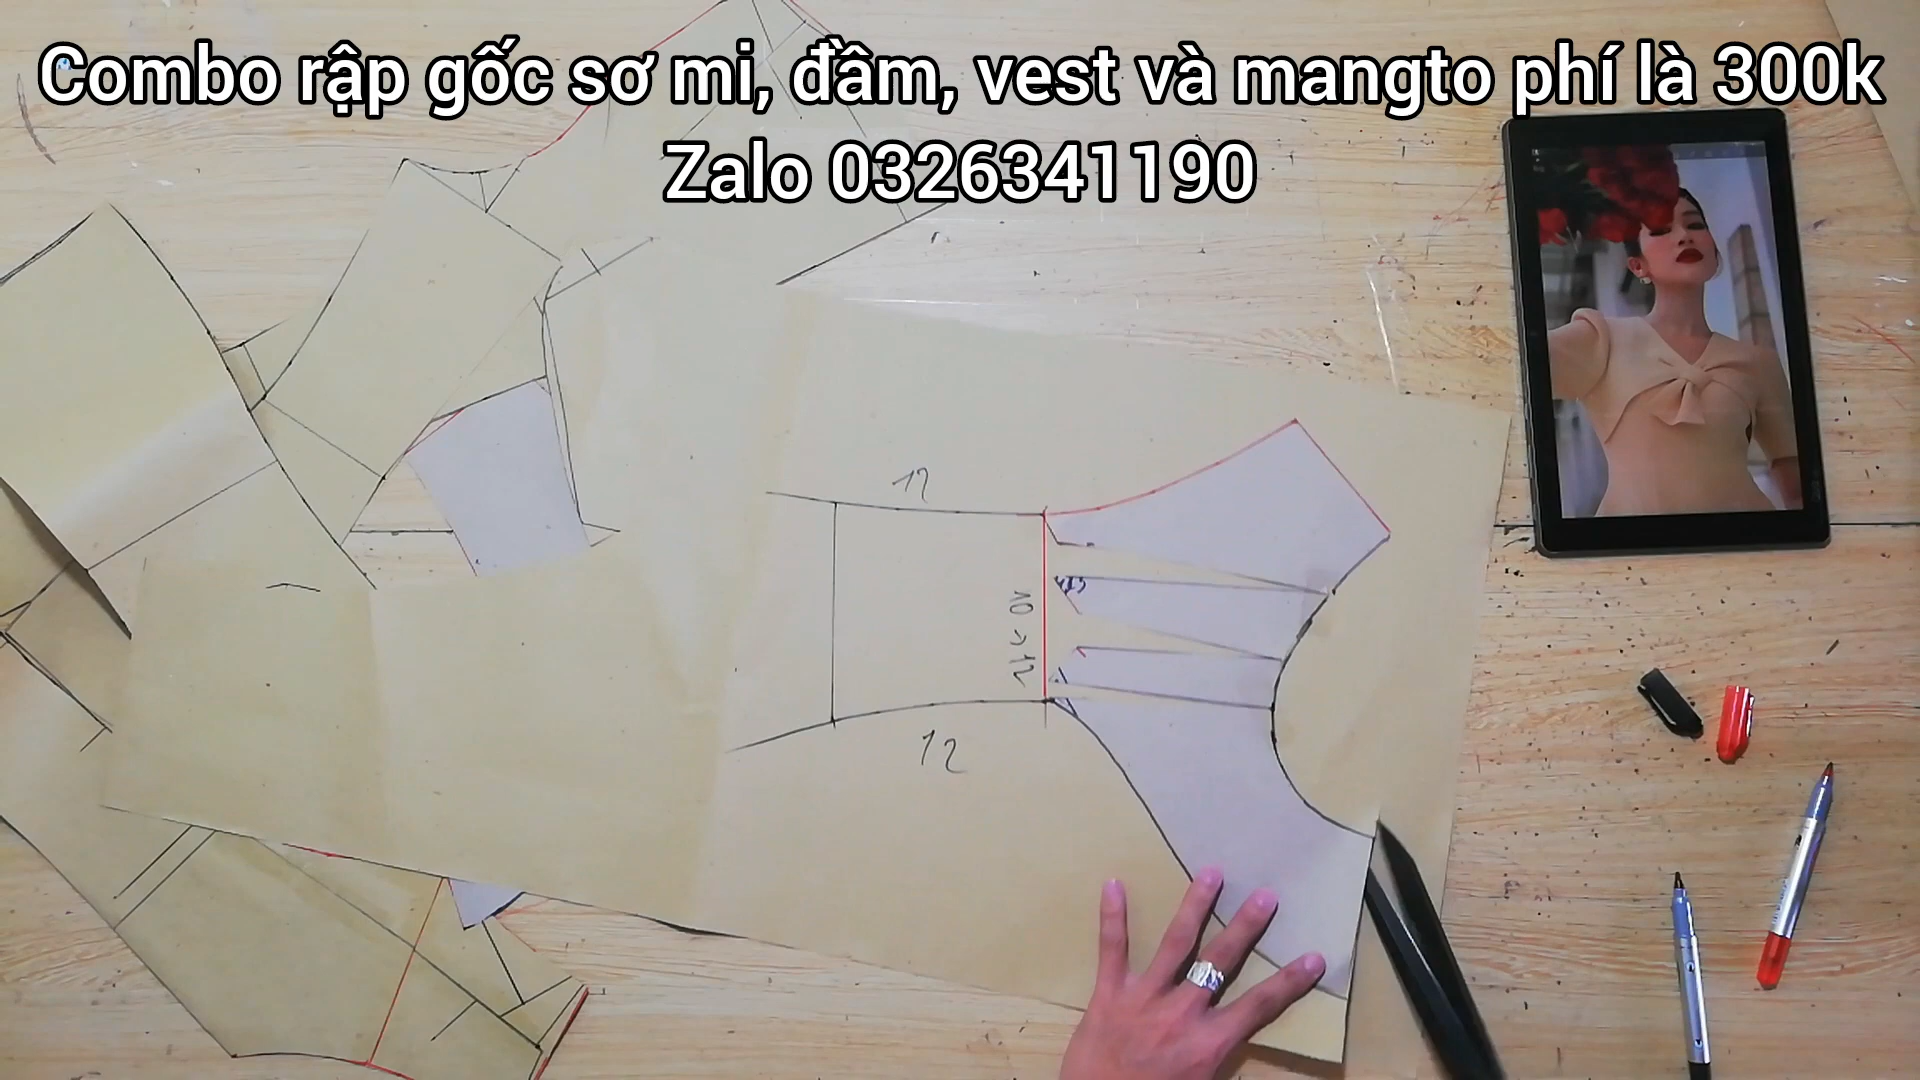 Combo rập gốc sơ mi, đầm, vest và mangto phí là 300k
Zalo 0326341190
12
12